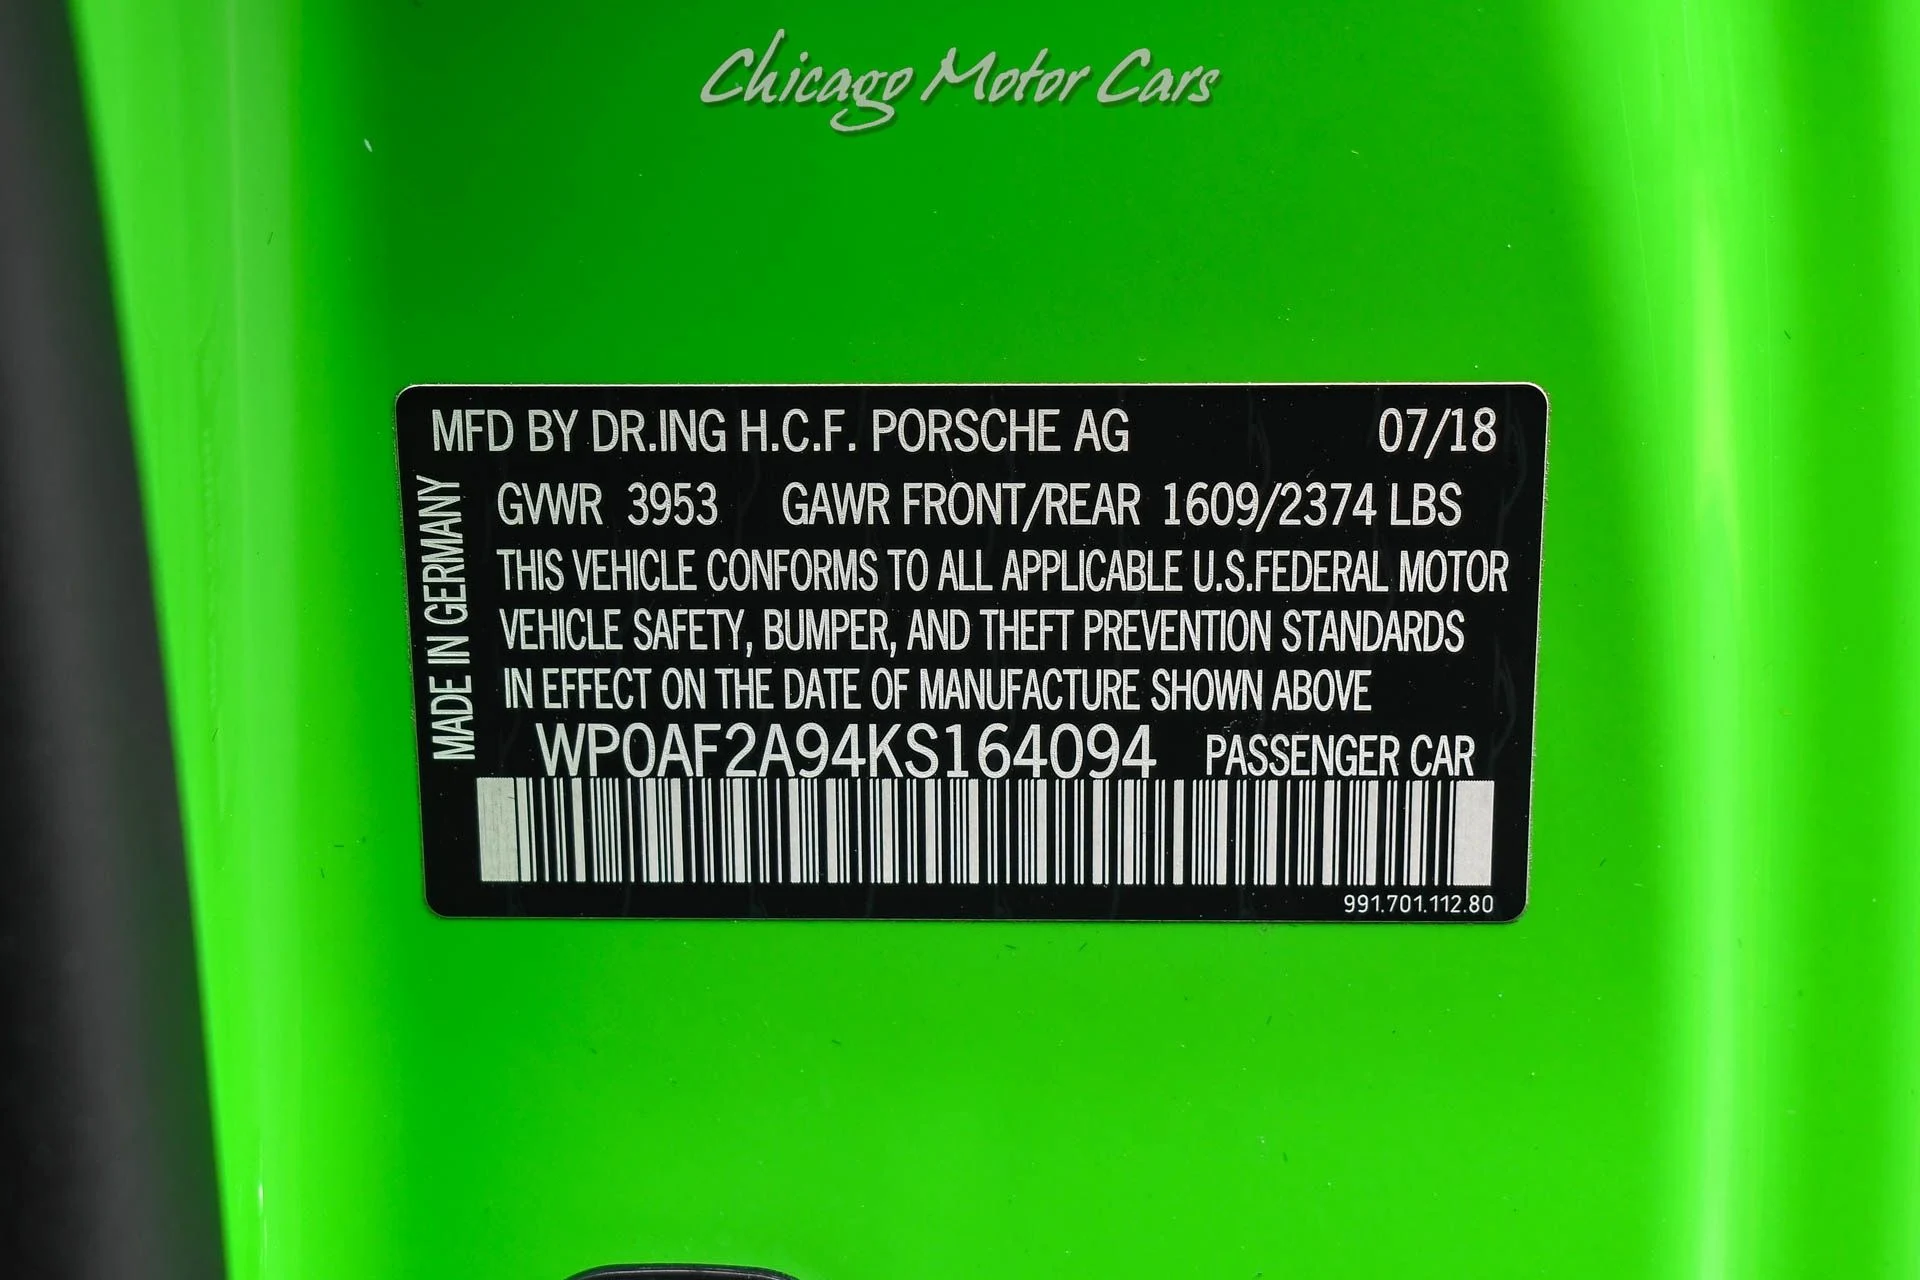 Chicago Motor Cars
MFD BY DR.ING H.C.F. PORSCHE AG 07/18
MADE IN GERMANY
GVWR 3953 GAWR FRONT/REAR 1609/2374 LBS
THIS VEHICLE CONFORMS TO ALL APPLICABLE U.S.FEDERAL MOTOR
VEHICLE SAFETY, BUMPER, AND THEFT PREVENTION STANDARDS
IN EFFECT ON THE DATE OF MANUFACTURE SHOWN ABOVE
WP0AF2A94KS164094 PASSENGER CAR
991.701.112.80